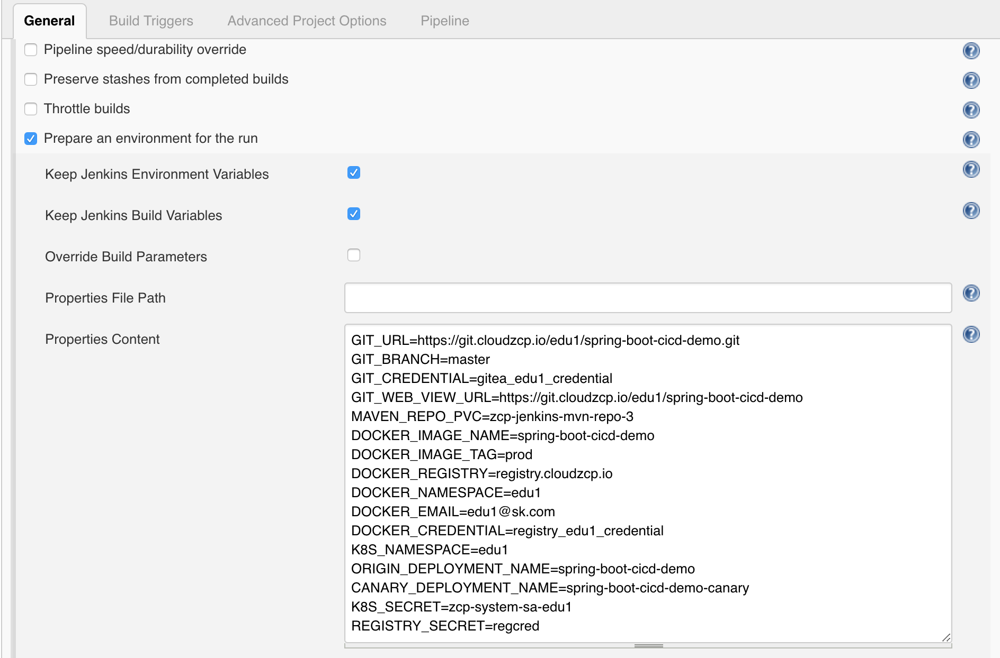 General
Build Triggers
Advanced Project Options
Pipeline
Pipeline speed/durability override
?
Preserve stashes from completed builds
?
Throttle builds
?
Prepare an environment for the run
?
Keep Jenkins Environment Variables
?
Keep Jenkins Build Variables
?
Override Build Parameters
Properties File Path
?
Properties Content
?
GIT_URL=https://git.cloudzcp.io/edu1/spring-boot-cicd-demo.git
GIT_BRANCH=master
GIT_CREDENTIAL=gitea_edu1_credential
GIT_WEB_VIEW_URL=https://git.cloudzcp.io/edu1/spring-boot-cicd-demo
MAVEN_REPO_PVC=zcp-jenkins-mvn-repo-3
DOCKER_IMAGE_NAME=spring-boot-cicd-demo
DOCKER_IMAGE_TAG=prod
DOCKER_REGISTRY=registry.cloudzcp.io
DOCKER_NAMESPACE=edu1
DOCKER_EMAIL=edu1@sk.com
DOCKER_CREDENTIAL=registry_edu1_credential
K8S_NAMESPACE=edu1
ORIGIN_DEPLOYMENT_NAME=spring-boot-cicd-demo
CANARY_DEPLOYMENT_NAME=spring-boot-cicd-demo-canary
K8S_SECRET=zcp-system-sa-edu1
REGISTRY_SECRET=regcred